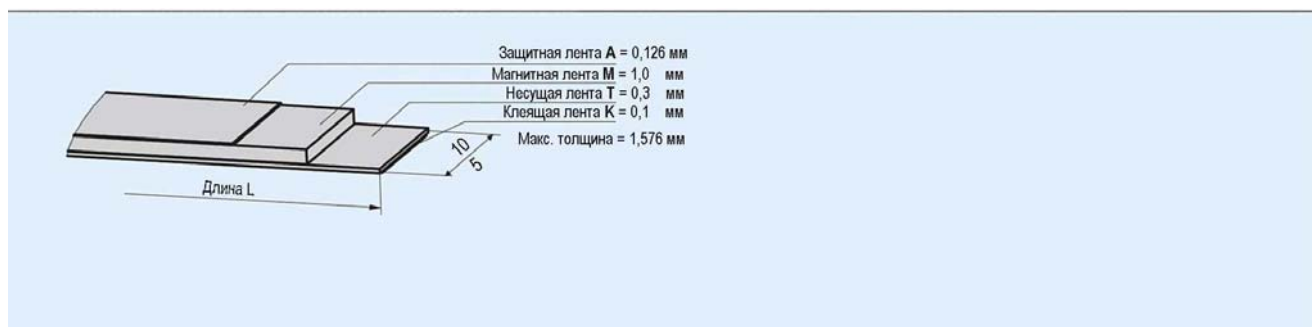 Защитная лента A = 0,126 мм
Магнитная лента M = 1,0 мм
Несущая лента T = 0,3 мм
Клеящая лента K = 0,1 мм
Макс. толщина = 1,576 мм
10
5
Длина L